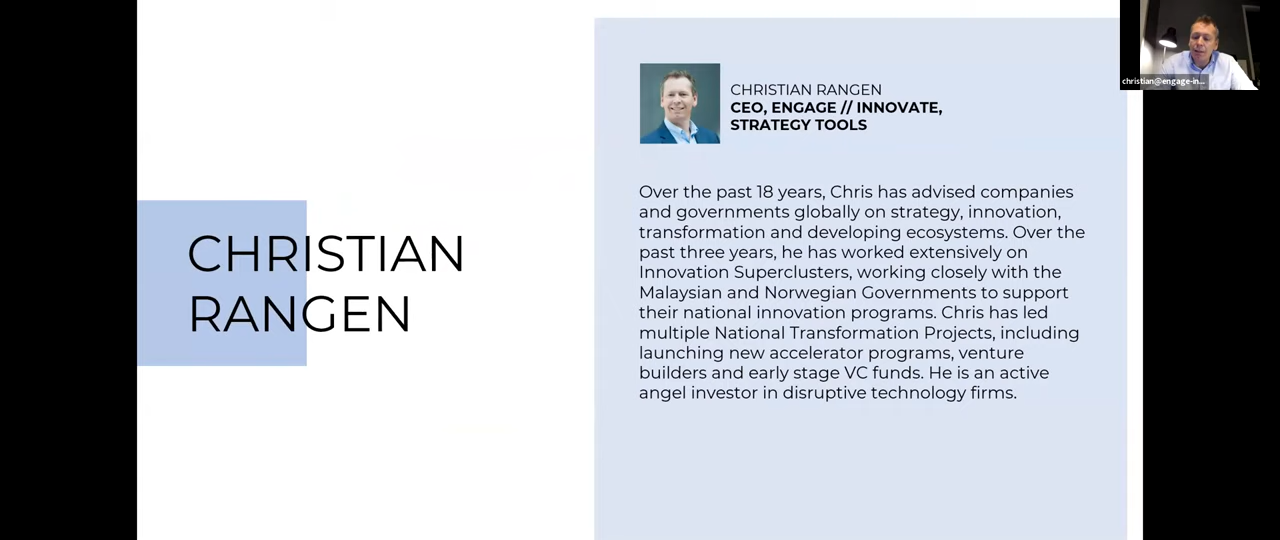 CHRISTIAN
RANGEN
CHRISTIAN RANGEN
CEO, ENGAGE // INNOVATE,
STRATEGY TOOLS
Over the past 18 years, Chris has advised companies
and governments globally on strategy, innovation,
transformation and developing ecosystems. Over the
past three years, he has worked extensively on
Innovation Superclusters, working closely with the
Malaysian and Norwegian Governments to support
their national innovation programs. Chris has led
multiple National Transformation Projects, including
launching new accelerator programs, venture
builders and early stage VC funds. He is an active
angel investor in disruptive technology firms.
christian@engage-in...